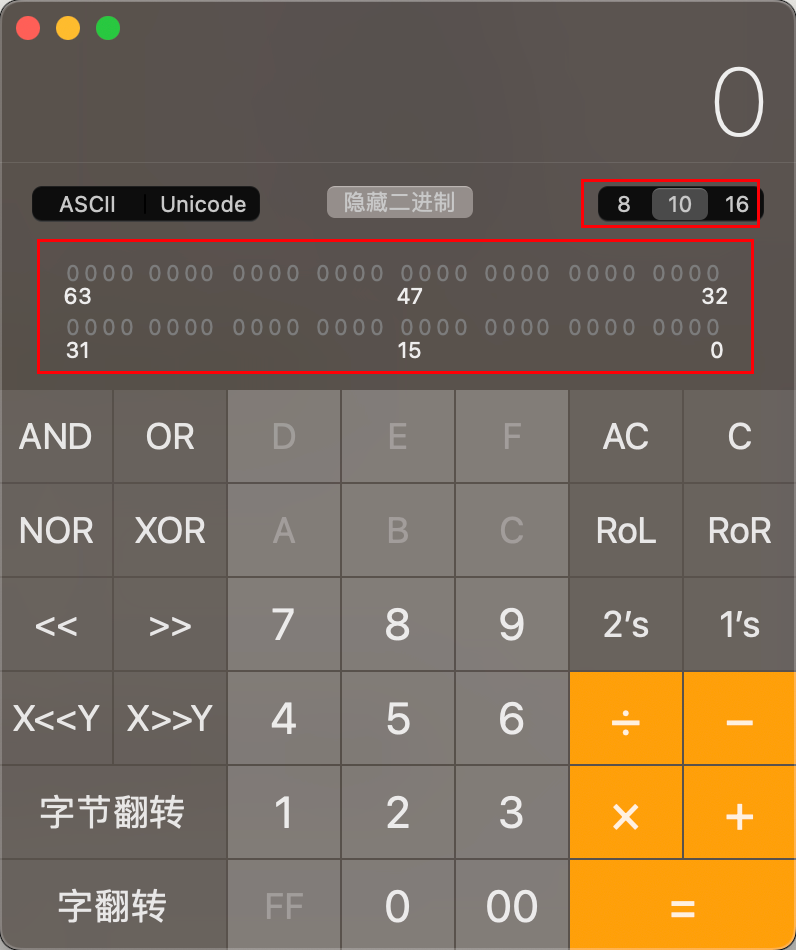 0
ASCII Unicode 隐藏二进制 8 10 16
0000 0000 0000 0000 0000 0000 0000 0000
63 47 32
0000 0000 0000 0000 0000 0000 0000 0000
31 15 0
AND OR D E F AC C
NOR XOR A B C RoL RoR
<< >> 7 8 9 2's 1's
X<<Y X>>Y 4 5 6 ÷ −
字节翻转 1 2 3 × +
字翻转 FF 0 00 =